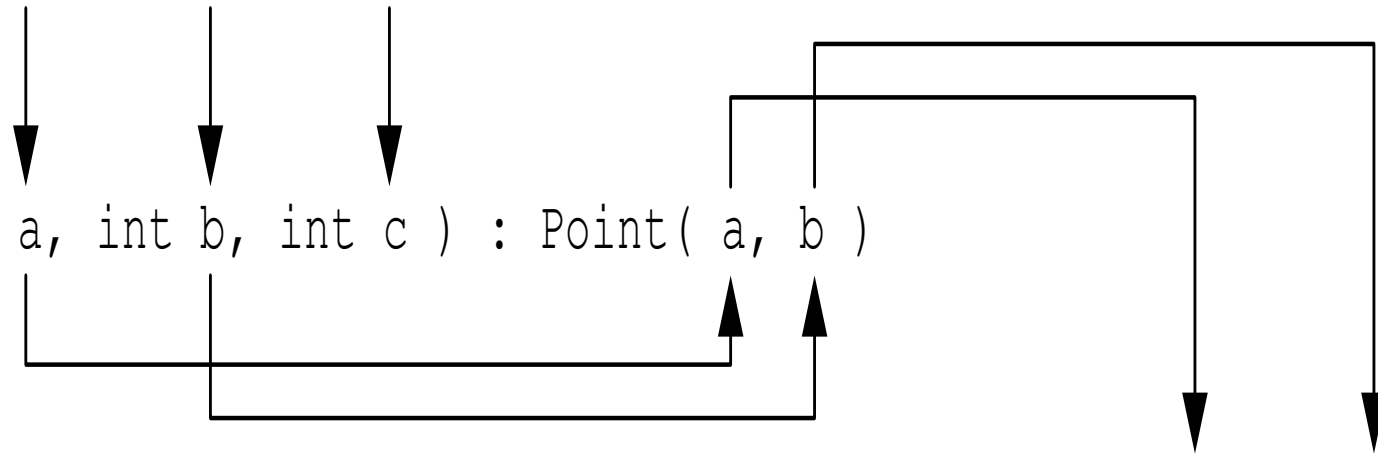 a, int b, int c ) : Point( a, b )